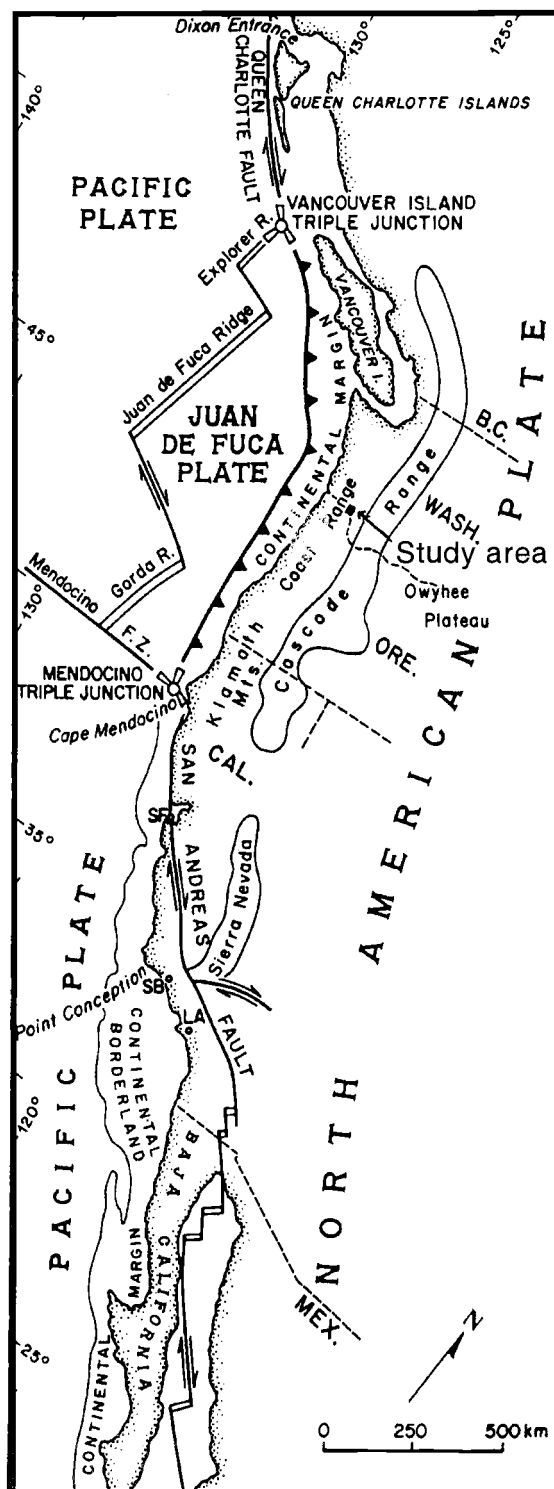 Dixon Entrance
130°
125°
140°
QUEEN
CHARLOTTE FAULT
QUEEN CHARLOTTE ISLANDS
PACIFIC
PLATE
VANCOUVER ISLAND
TRIPLE JUNCTION
Explorer R.
VANCOUVER I.
45°
Juan de Fuca Ridge
CONTINENTAL MARGIN
JUAN
DE FUCA
PLATE
B.C.
WASH.
Coast Range
Cascade Range
Study area
Owyhee
Plateau
ORE.
Gorda R.
Mendocino
F.Z.
130°
MENDOCINO
TRIPLE JUNCTION
Cape Mendocino
Klamath
Mts.
CAL.
SAN
ANDREAS
FAULT
SF
35°
Sierra Nevada
Point Conception
SB
LA
PACIFIC PLATE
CONTINENTAL
BORDERLAND
120°
NORTH AMERICAN PLATE
BAJA
CALIFORNIA
MEX.
CONTINENTAL
MARGIN
25°
N
0 250 500 km